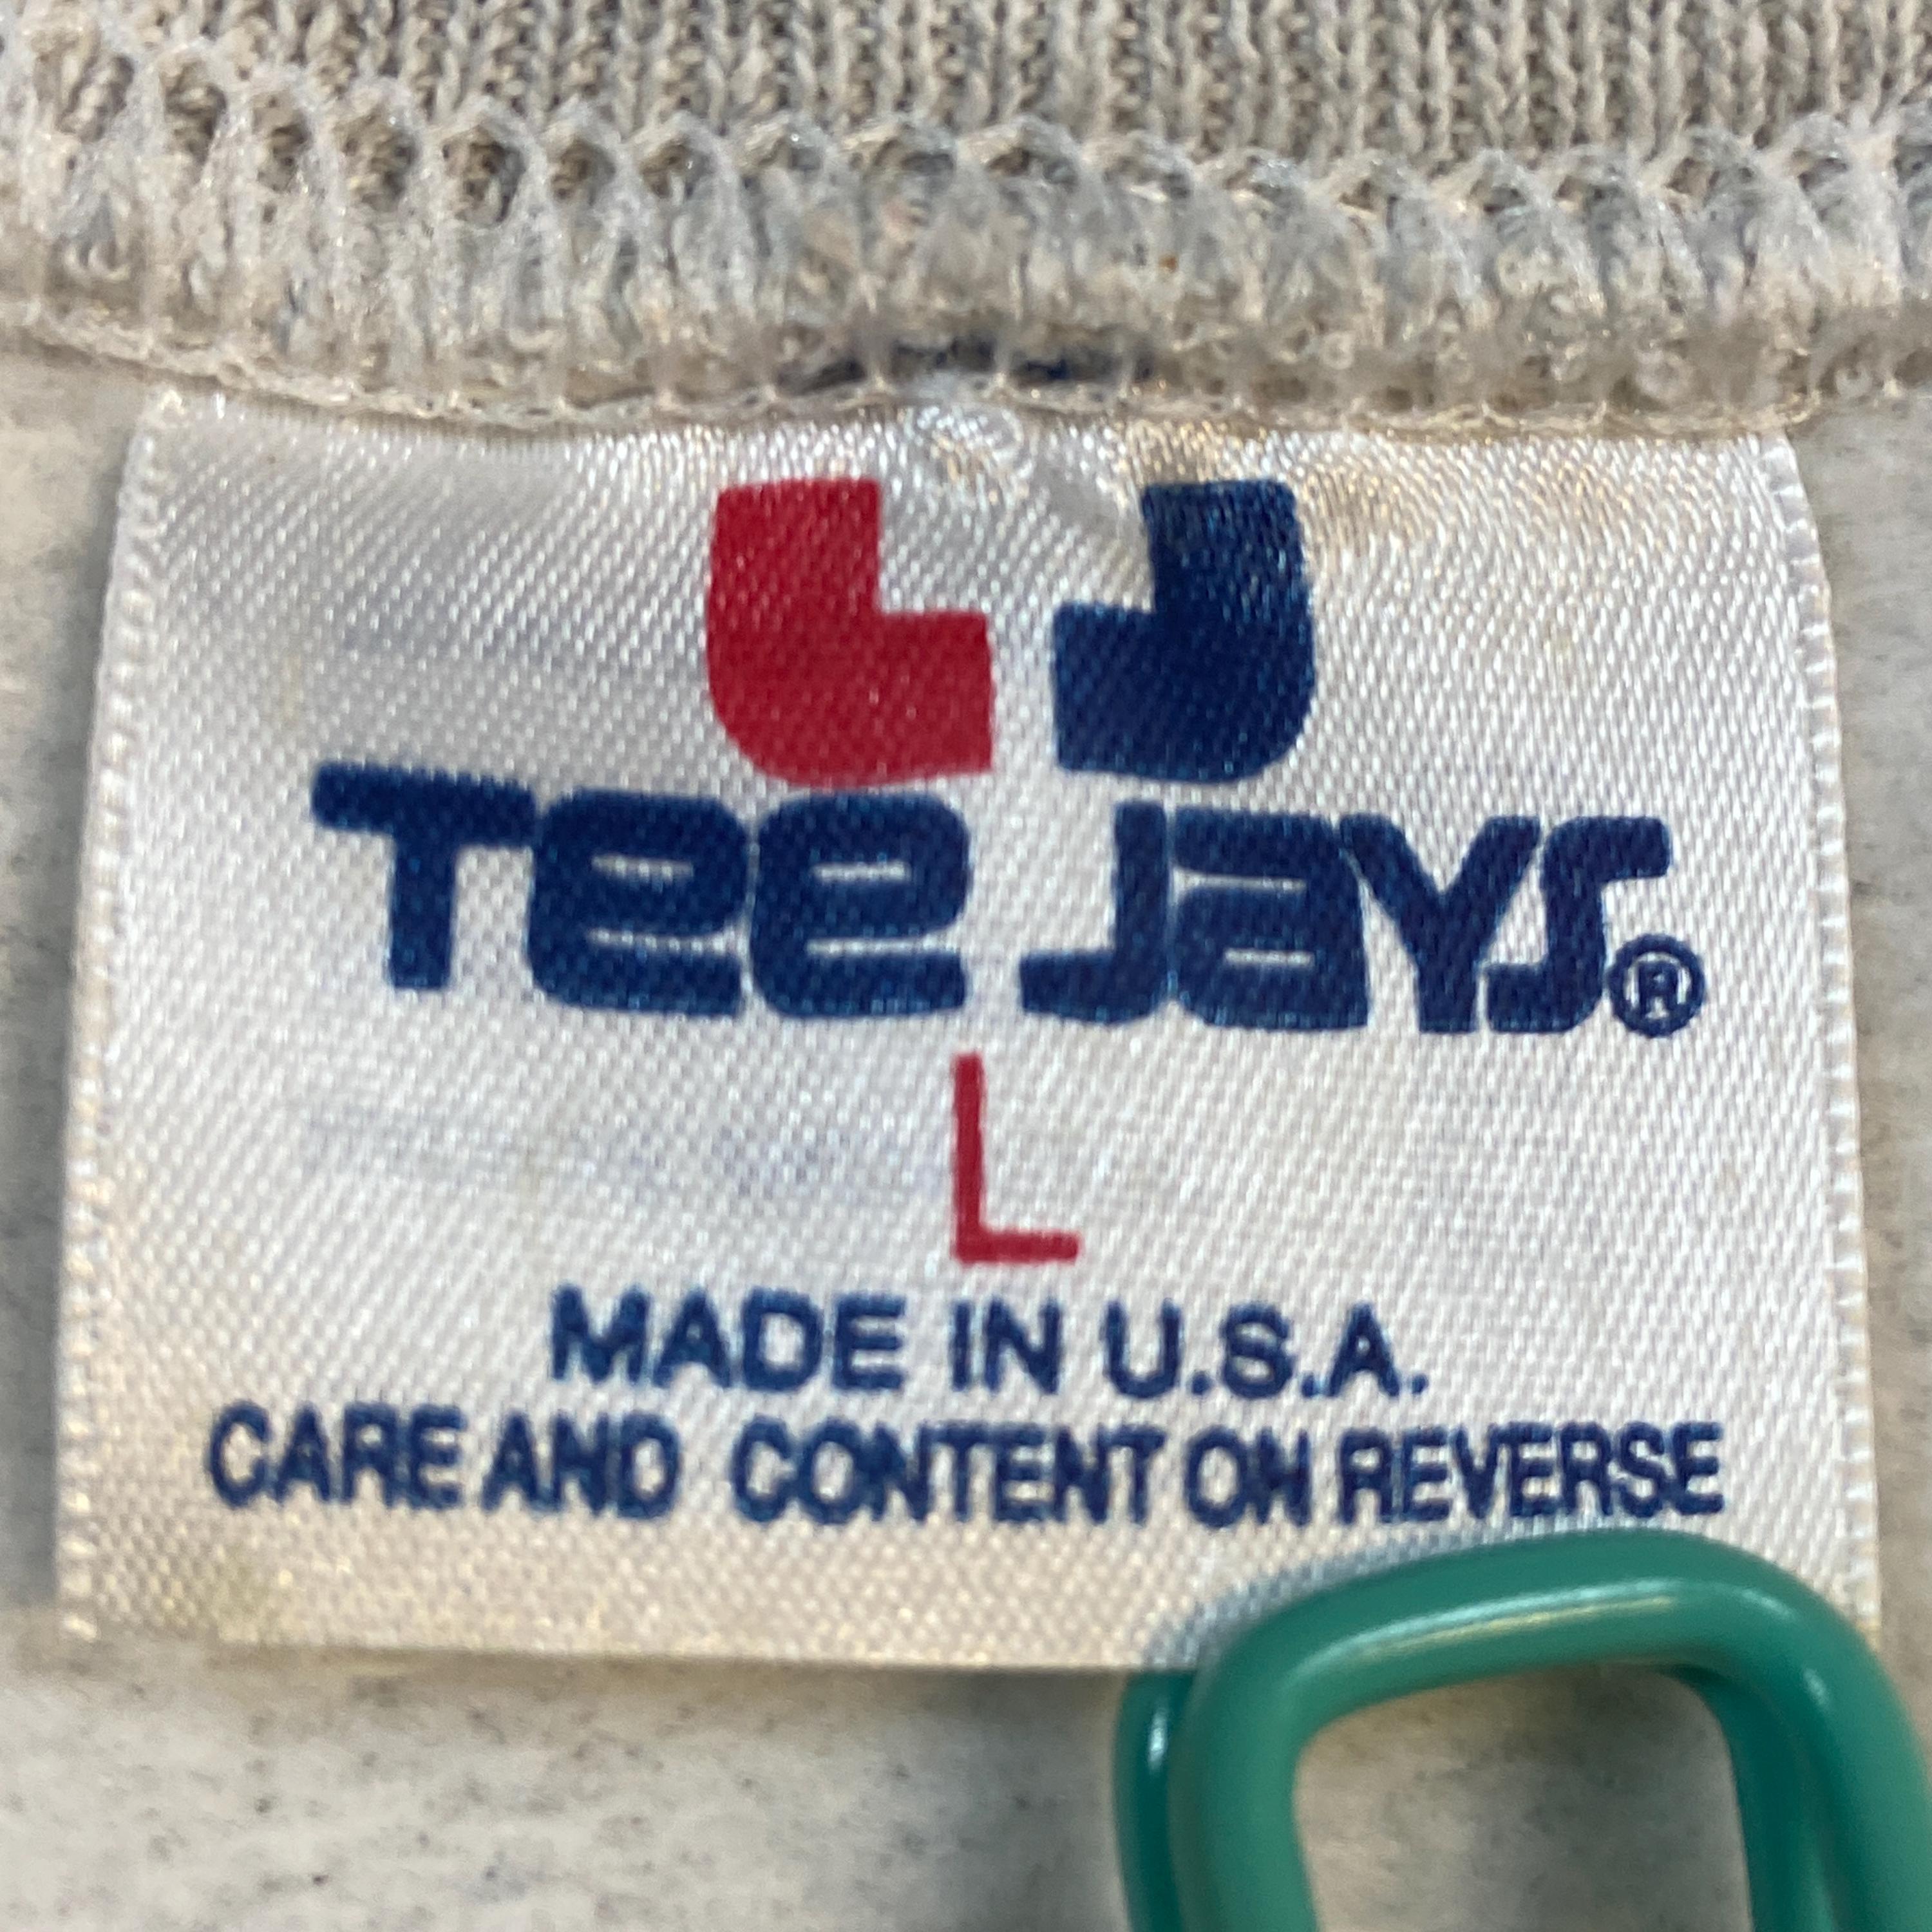 Tee Jays®
L
MADE IN U.S.A.
CARE AND CONTENT ON REVERSE